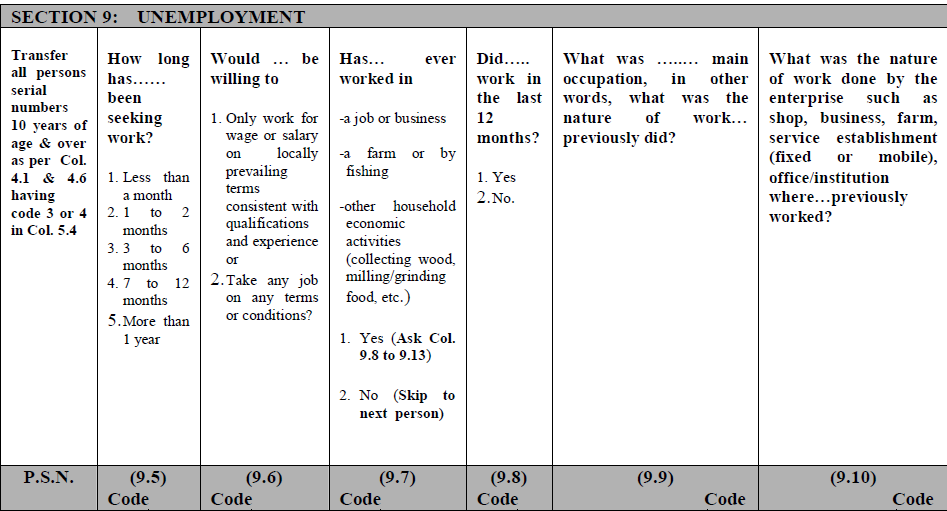 SECTION 9: UNEMPLOYMENT
Transfer
all persons
serial
numbers
10 years of
age & over
as per Col.
4.1 & 4.6
having
code 3 or 4
in Col. 5.4
How long
has……
been
seeking
work?
1. Less than
a month
2. 1 to 2
months
3. 3 to 6
months
4. 7 to 12
months
5. More than
1 year
Would … be
willing to
1. Only work for
wage or salary
on locally
prevailing
terms
consistent with
qualifications
and experience
or
2. Take any job
on any terms
or conditions?
Has… ever
worked in
-a job or business
-a farm or by
fishing
-other household
economic
activities
(collecting wood,
milling/grinding
food, etc.)
1. Yes (Ask Col.
9.8 to 9.13)
2. No (Skip to
next person)
Did…..
work in
the last
12
months?
1. Yes
2. No.
What was …..… main
occupation, in other
words, what was the
nature of work…
previously did?
What was the nature
of work done by the
enterprise such as
shop, business, farm,
service establishment
(fixed or mobile),
office/institution
where…previously
worked?
P.S.N.
(9.5)
Code
(9.6)
Code
(9.7)
Code
(9.8)
Code
(9.9)
Code
(9.10)
Code